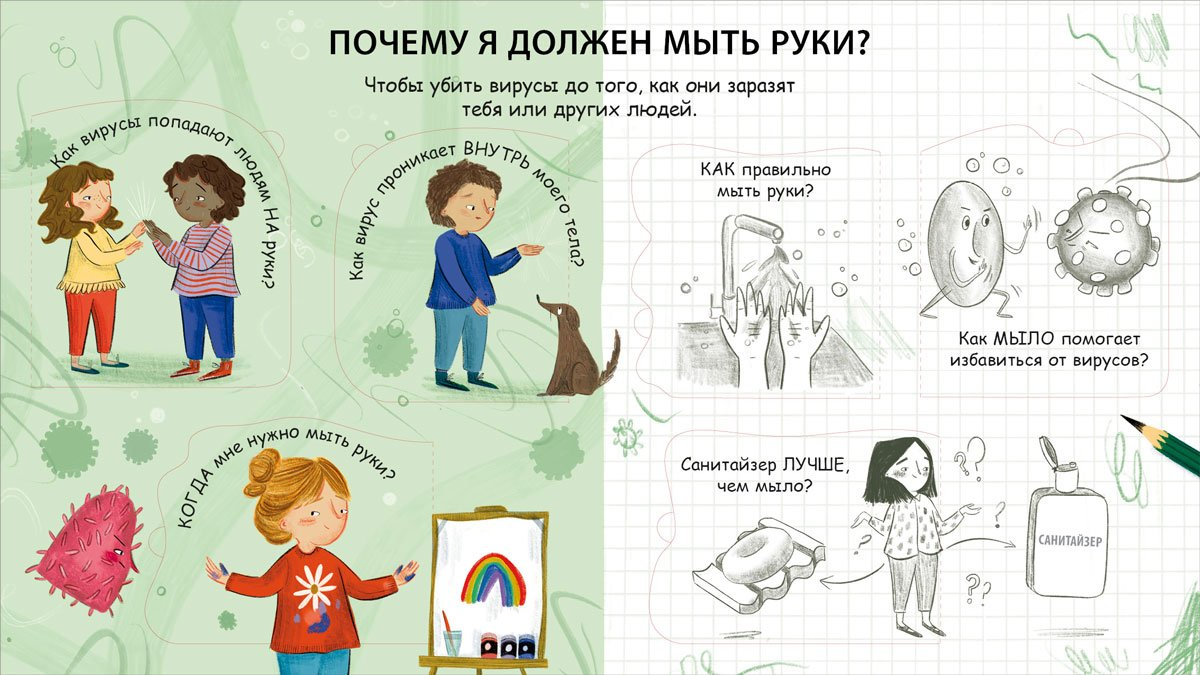 ПОЧЕМУ Я ДОЛЖЕН МЫТЬ РУКИ?
Чтобы убить вирусы до того, как они заразят
тебя или других людей.
Как вирусы попадают людям НА руки?
Как вирус проникает ВНУТРЬ моего тела?
КОГДА мне нужно мыть руки?
КАК правильно
мыть руки?
Как МЫЛО помогает
избавиться от вирусов?
Санитайзер ЛУЧШЕ,
чем мыло?
САНИТАЙЗЕР